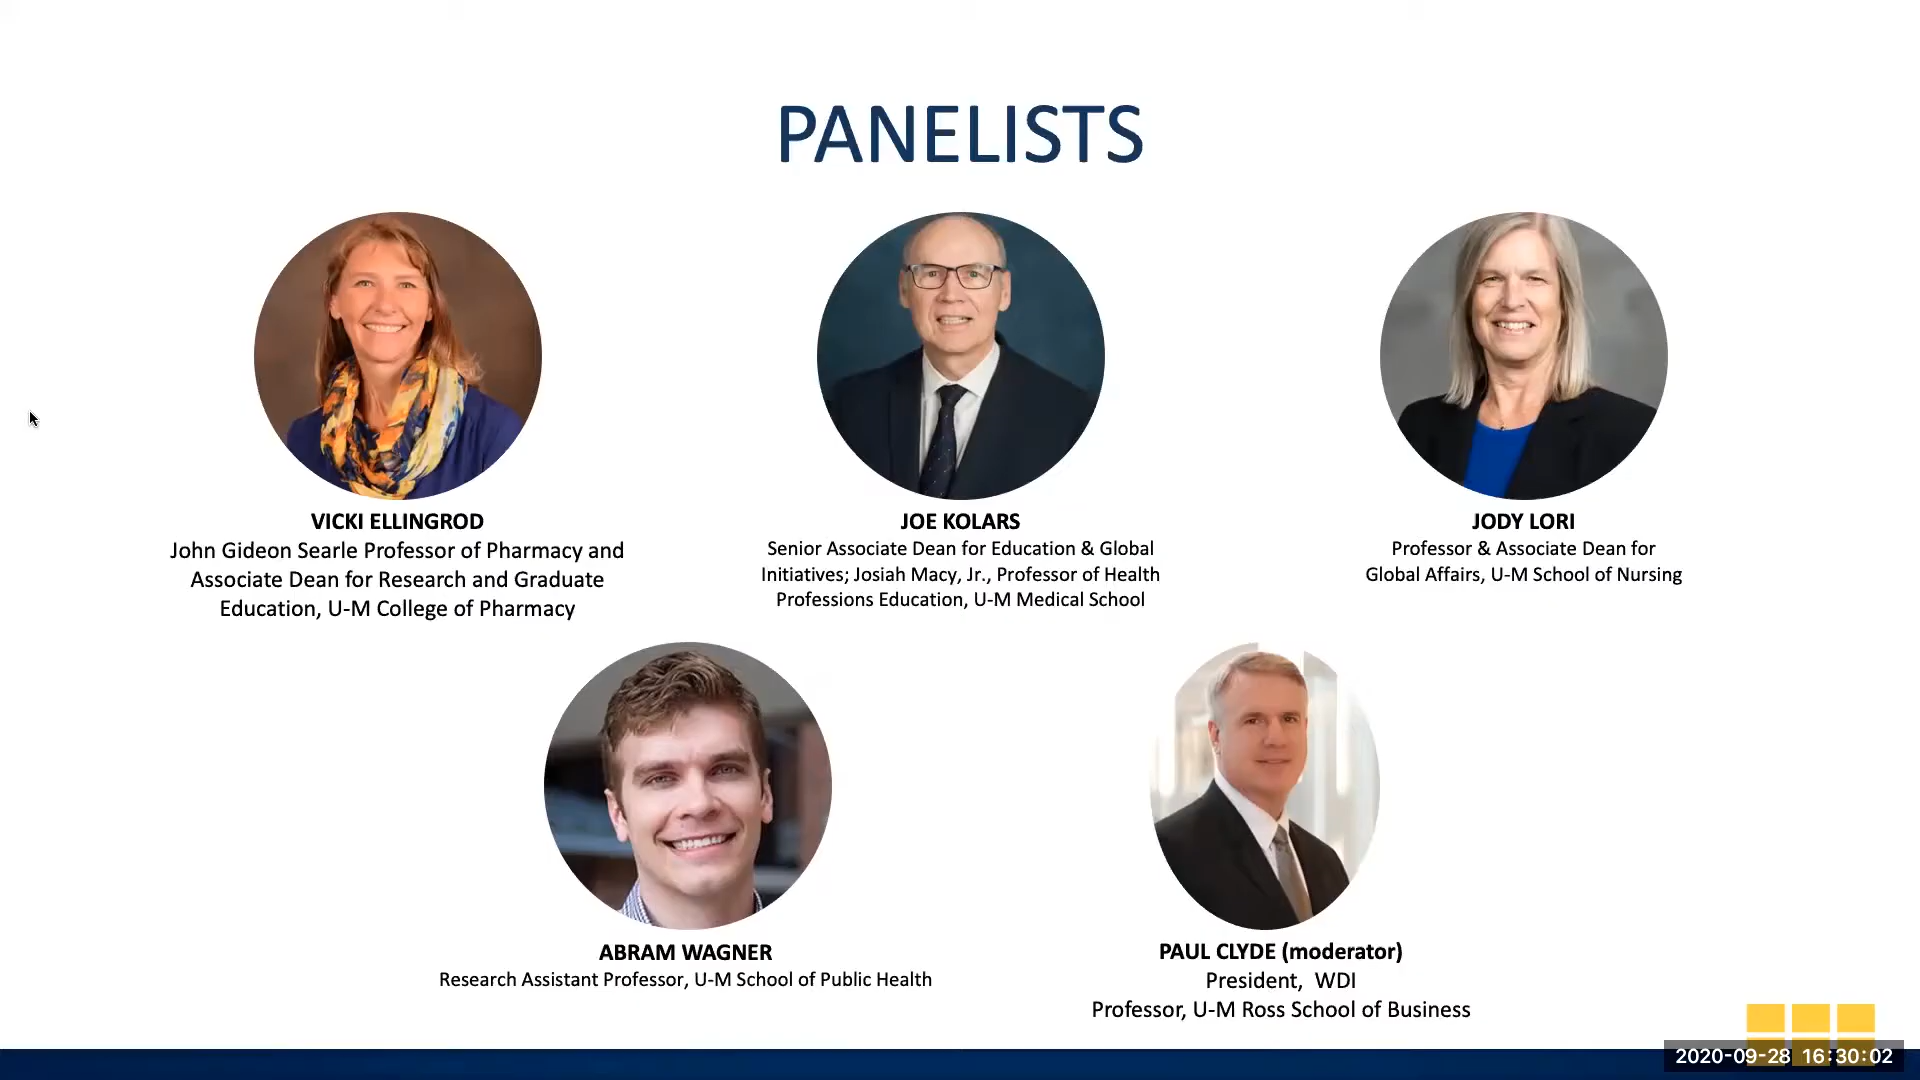 PANELISTS
VICKI ELLINGROD
John Gideon Searle Professor of Pharmacy and
Associate Dean for Research and Graduate
Education, U-M College of Pharmacy
JOE KOLARS
Senior Associate Dean for Education & Global
Initiatives; Josiah Macy, Jr., Professor of Health
Professions Education, U-M Medical School
JODY LORI
Professor & Associate Dean for
Global Affairs, U-M School of Nursing
ABRAM WAGNER
Research Assistant Professor, U-M School of Public Health
PAUL CLYDE (moderator)
President, WDI
Professor, U-M Ross School of Business
2020-09-28 16:30:02